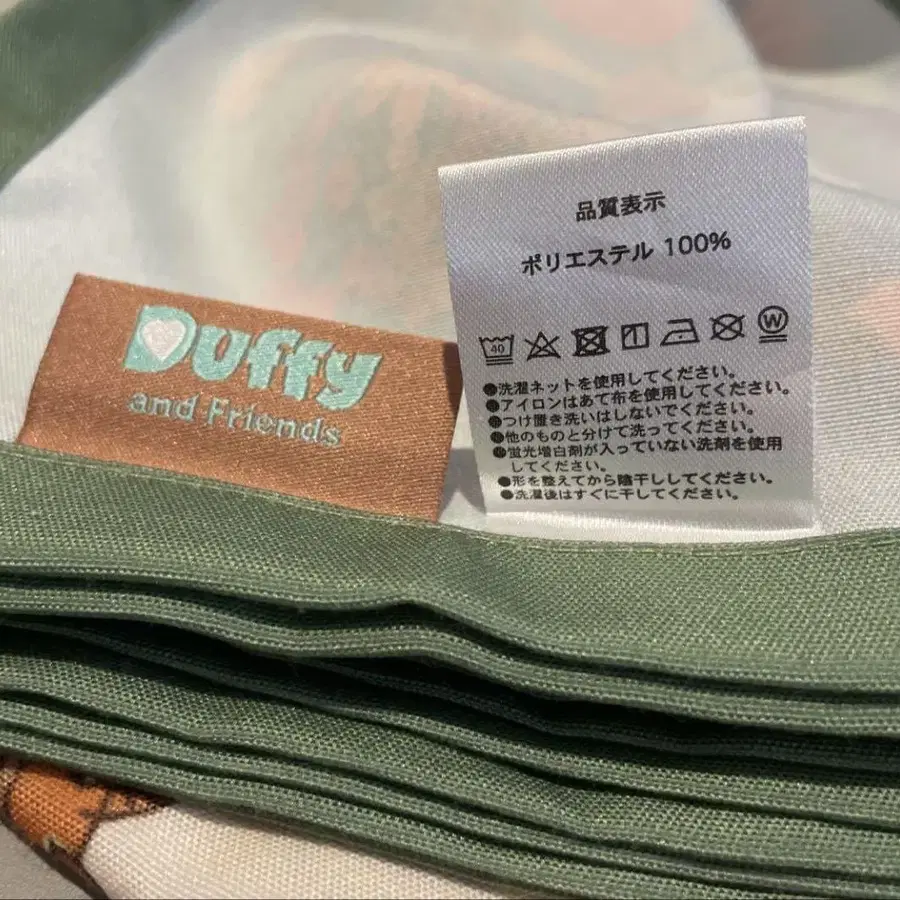 Duffy
and Friends
品質表示
ポリエステル 100%
40 W
●洗濯ネットを使用してください。
●アイロンはあて布を使用してください。
●つけ置き洗いはしないでください。
●他のものと分けて洗ってください。
●蛍光増白剤が入っていない洗剤を使用
してください。
●形を整えてから陰干ししてください。
●洗濯後はすぐに干してください。